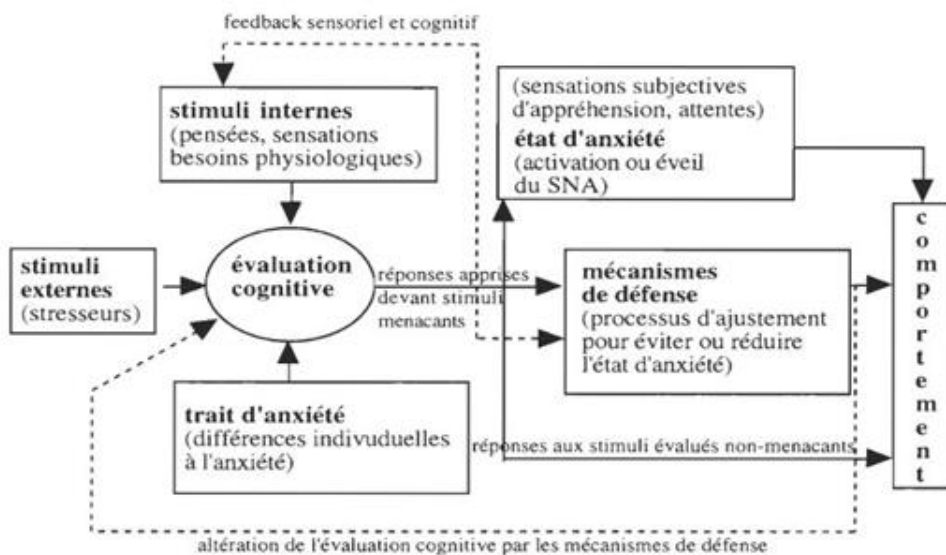 feedback sensoriel et cognitif
stimuli internes
(pensées, sensations
besoins physiologiques)
(sensations subjectives
d'appréhension, attentes)
état d'anxiété
(activation ou éveil
du SNA)
stimuli
externes
(stresseurs)
évaluation
cognitive
réponses apprises
devant stimuli
menacants
mécanismes
de défense
(processus d'ajustement
pour éviter ou réduire
l'état d'anxiété)
comportement
trait d'anxiété
(différences indivuduelles
à l'anxiété)
réponses aux stimuli évalués non-menacants
altération de l'évaluation cognitive par les mécanismes de défense